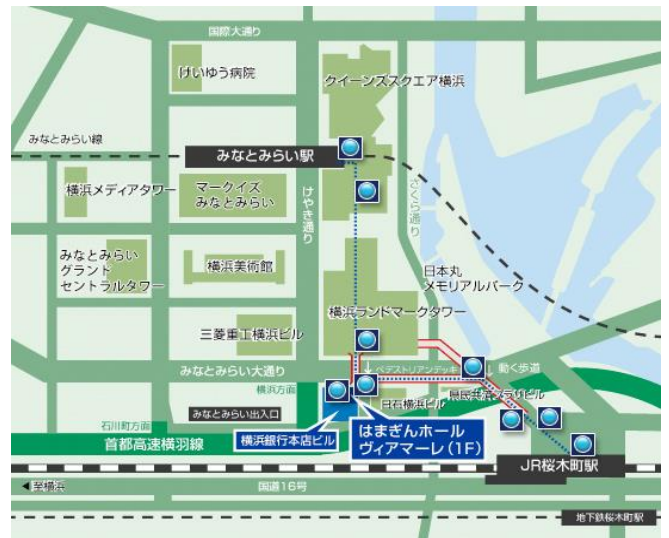 国際大通り
けいゆう病院
クイーンズスクエア横浜
みなとみらい線
みなとみらい駅
横浜メディアタワー
マークイズ
みなとみらい
けやき通り
さくら通り
みなとみらい
グランド
セントラルタワー
横浜美術館
日本丸
メモリアルパーク
横浜ランドマークタワー
三菱重工横浜ビル
みなとみらい大通り
↓ペデストリアンデッキ
↓動く歩道
横浜方面
日石横浜ビル
県民共済プラザビル
みなとみらい出入口
石川町方面
首都高速横羽線
横浜銀行本店ビル
はまぎんホール
ヴィアマーレ(1F)
JR桜木町駅
◀至横浜
国道16号
地下鉄桜木町駅